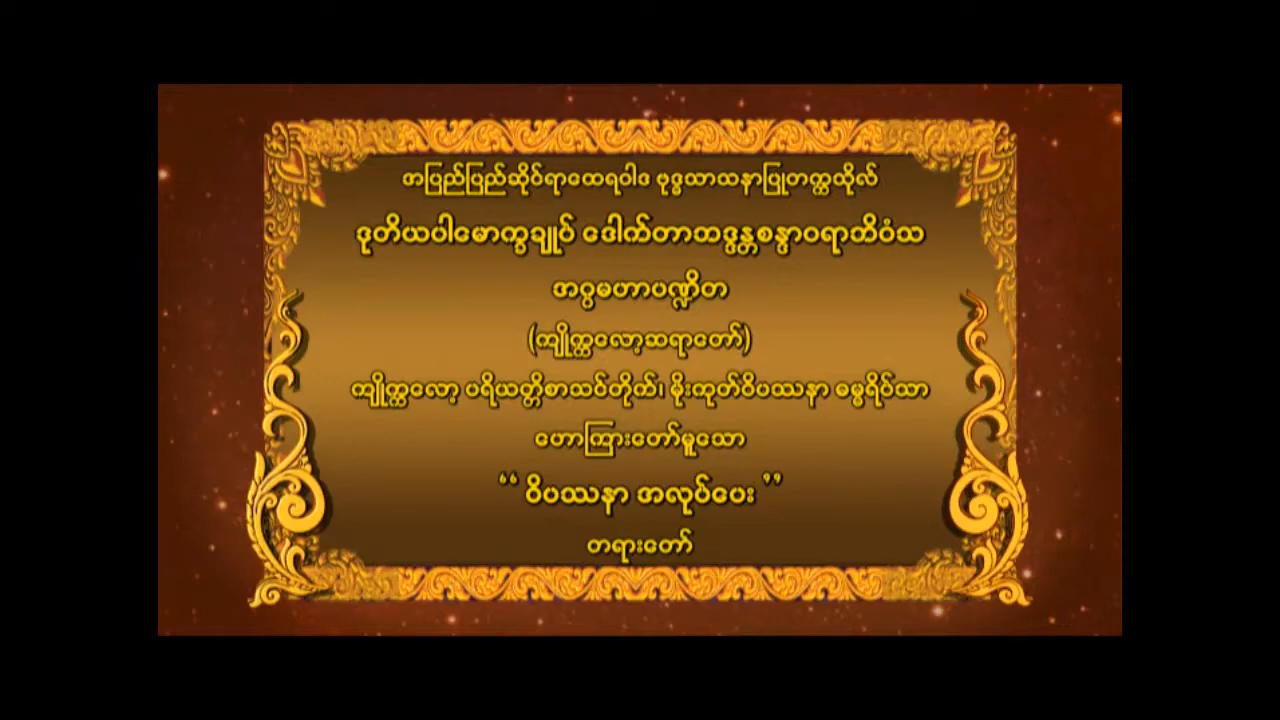 အပြည်ပြည်ဆိုင်ရာထေရဝါဒ ဗုဒ္ဓသာသနာပြုတက္ကသိုလ်
ဒုတိယပါမောက္ခချုပ် ဒေါက်တာဘဒ္ဒန္တစန္ဒာဝရာဘိဝံသ
အဂ္ဂမဟာပဏ္ဍိတ
(ကျိုက္ကလော့ဆရာတော်)
ကျိုက္ကလော့ ပရိယတ္တိစာသင်တိုက်၊ မိုးကုတ်ဝိပဿနာ ဓမ္မရိပ်သာ
ဟောကြားတော်မူသော
“ ဝိပဿနာ အလုပ်ပေး ”
တရားတော်